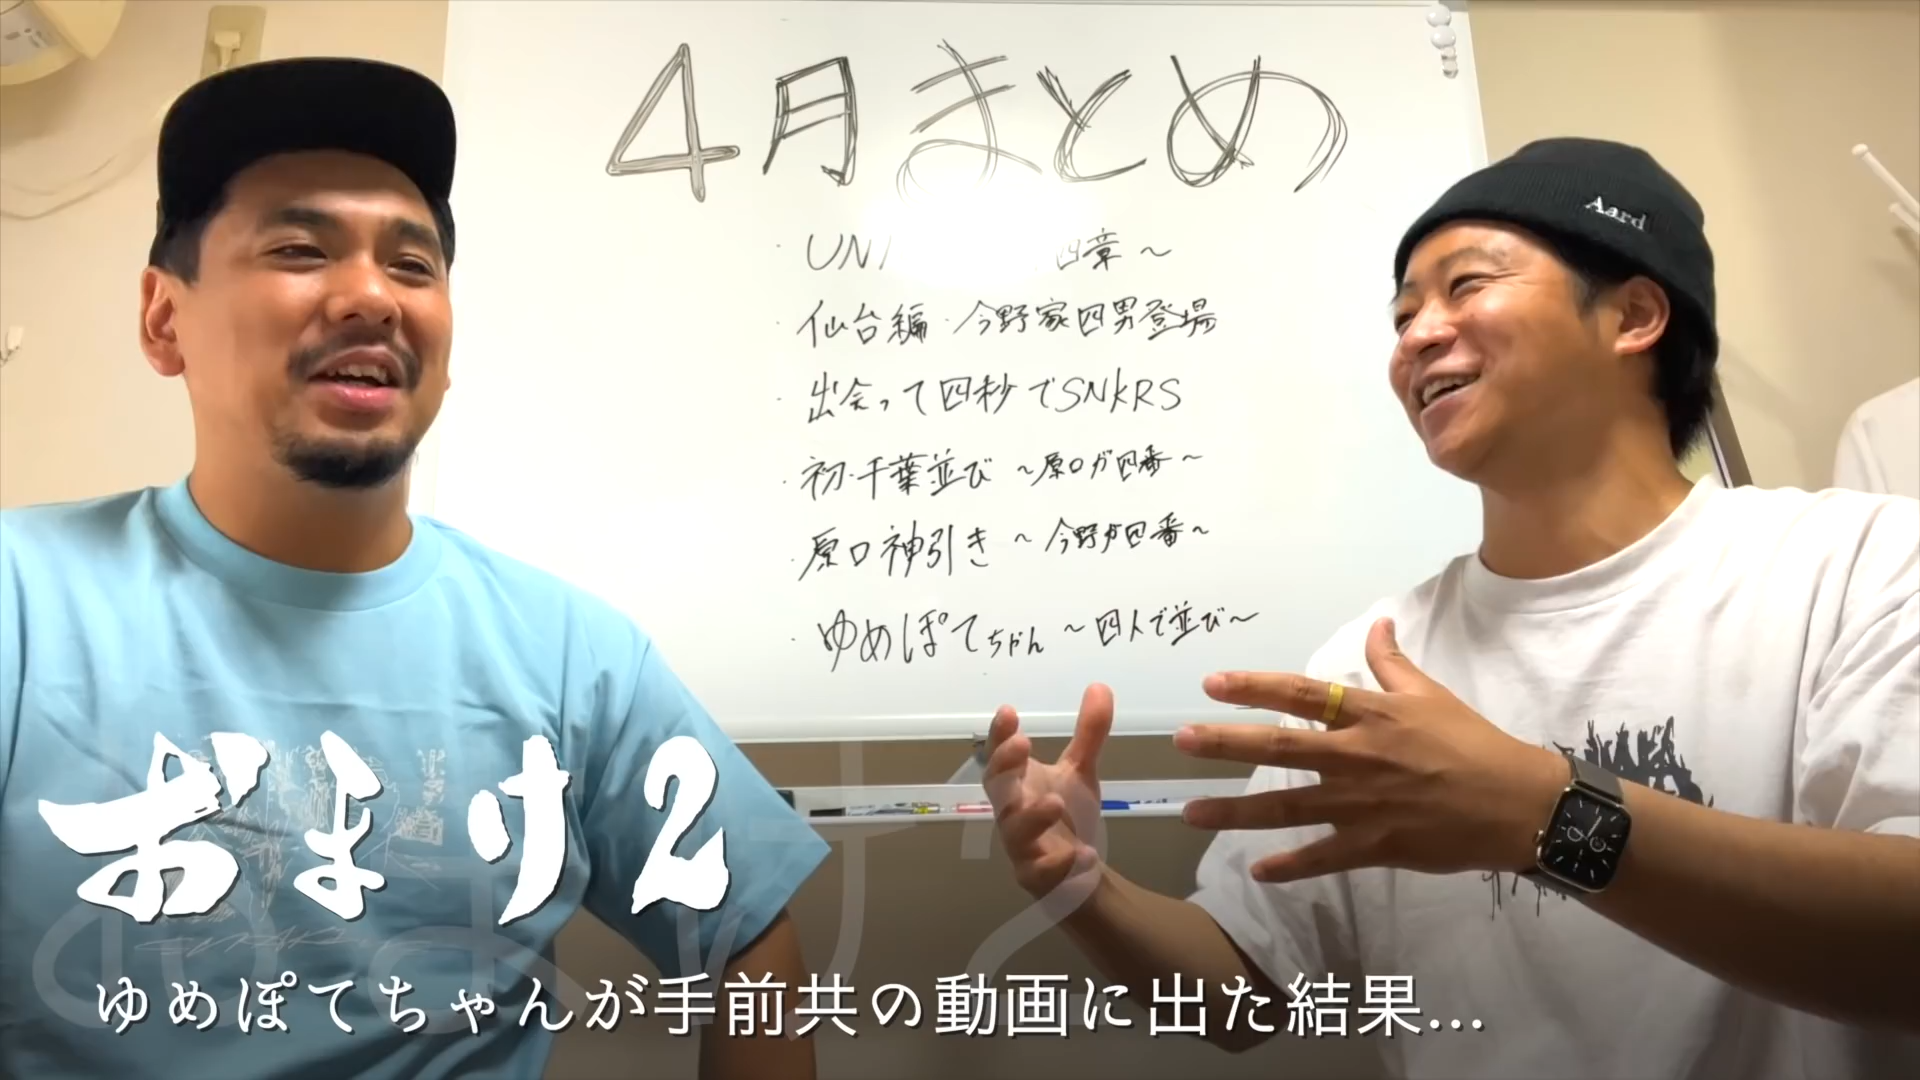 4月まとめ
・UN 四章〜
・仙台編・今野家四男登場
・出会って四秒でSNKRS
・初・千葉並び 〜原口が四番〜
・原口神引き 〜今野が四番〜
・ゆめぽてちゃん 〜四人で並び〜
Aard
おまけ2
ゆめぽてちゃんが手前共の動画に出た結果...